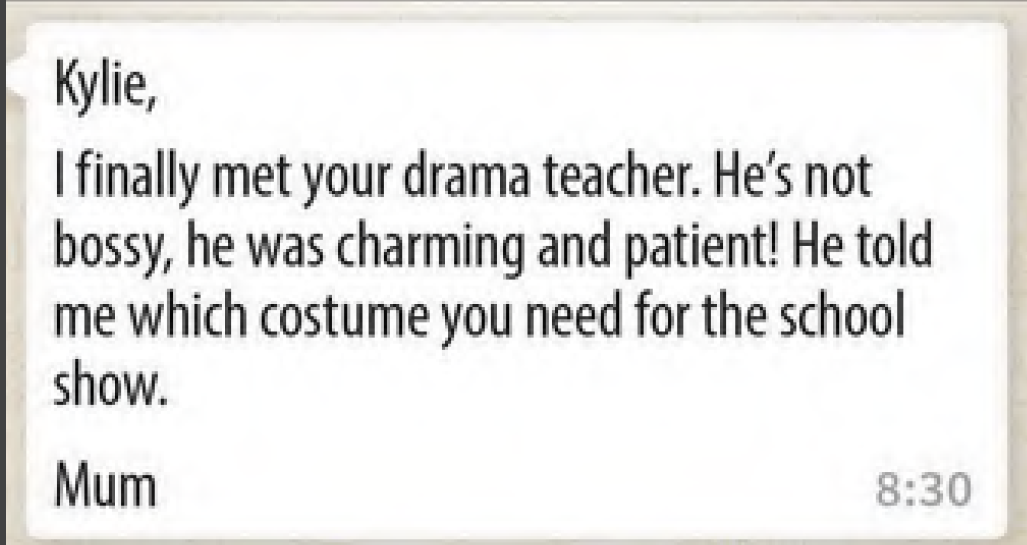 Kylie,
I finally met your drama teacher. He's not
bossy, he was charming and patient! He told
me which costume you need for the school
show.
Mum
8:30